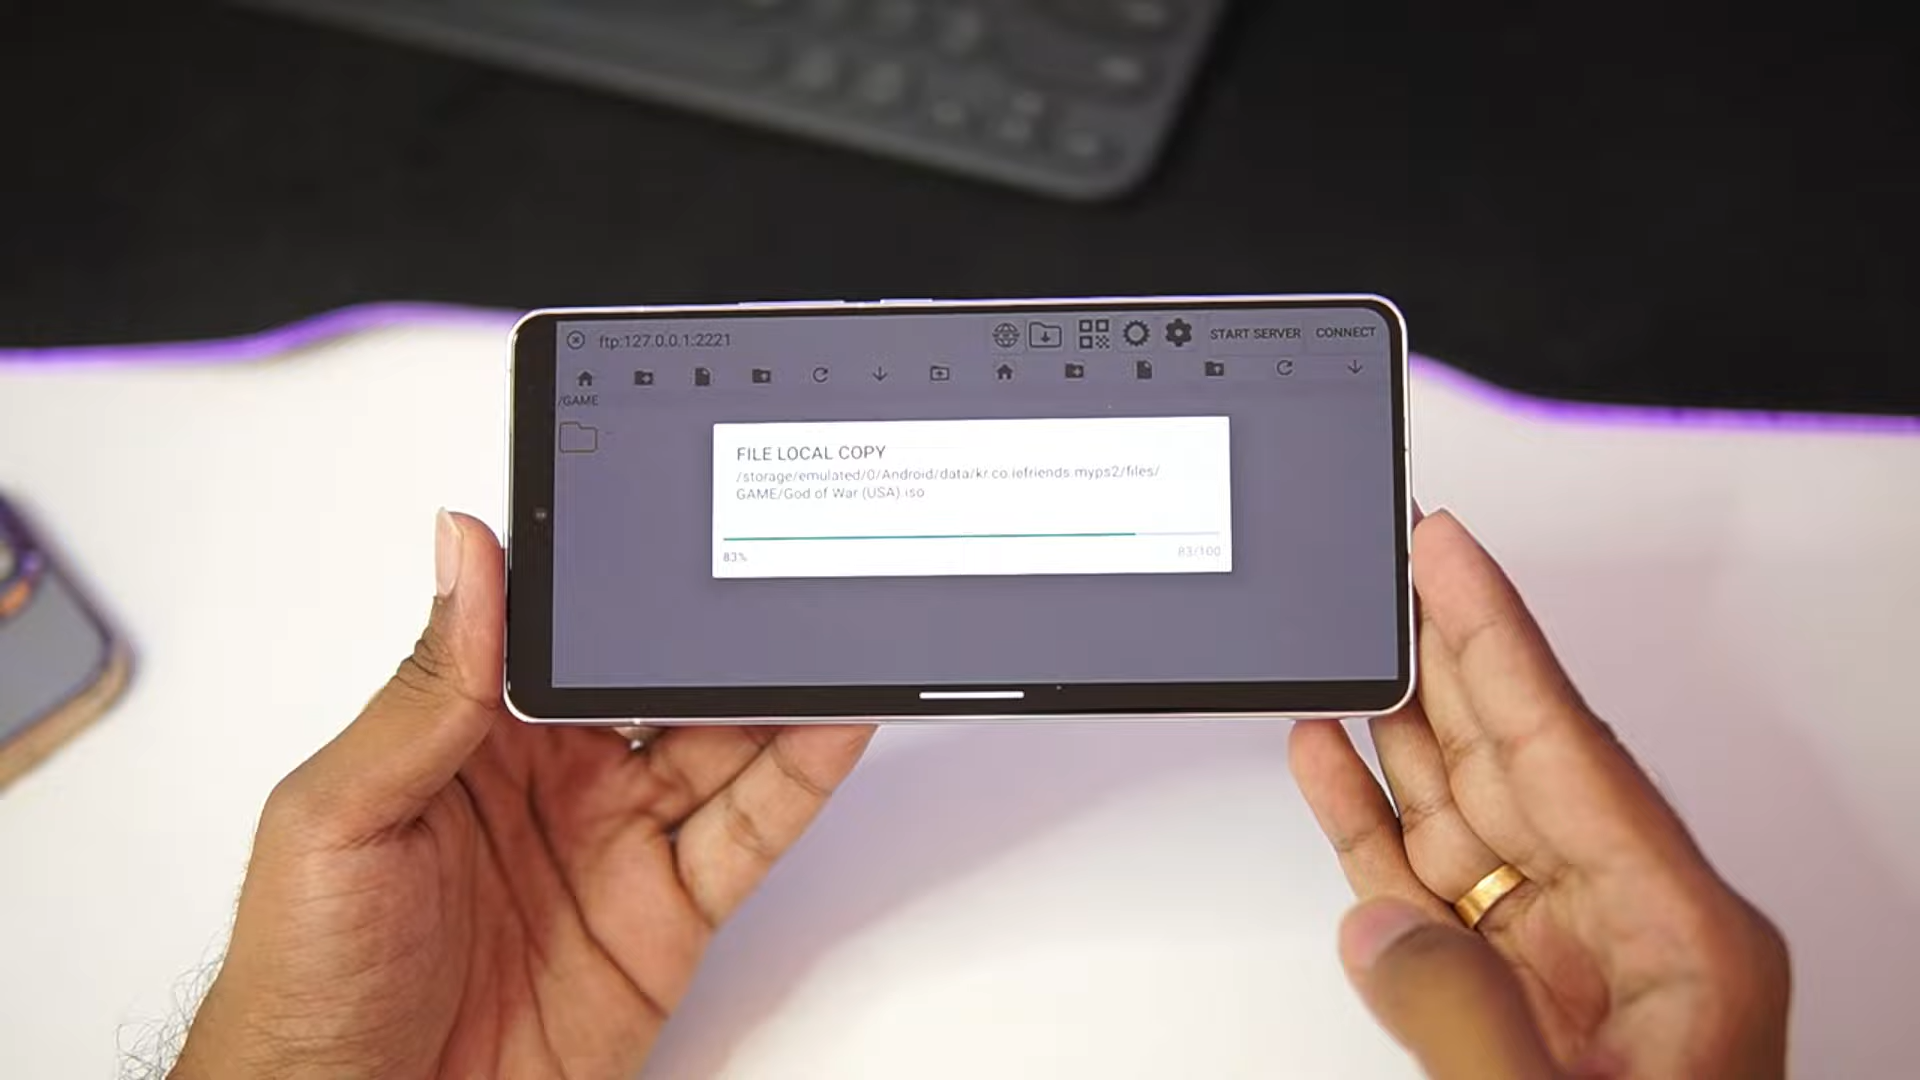 ftp:127.0.0.1:2221
START SERVER
CONNECT
/GAME
FILE LOCAL COPY
/storage/emulated/0/Android/data/kr.co.iefriends.myps2/files/
GAME/God of War (USA).iso
83%
83/100